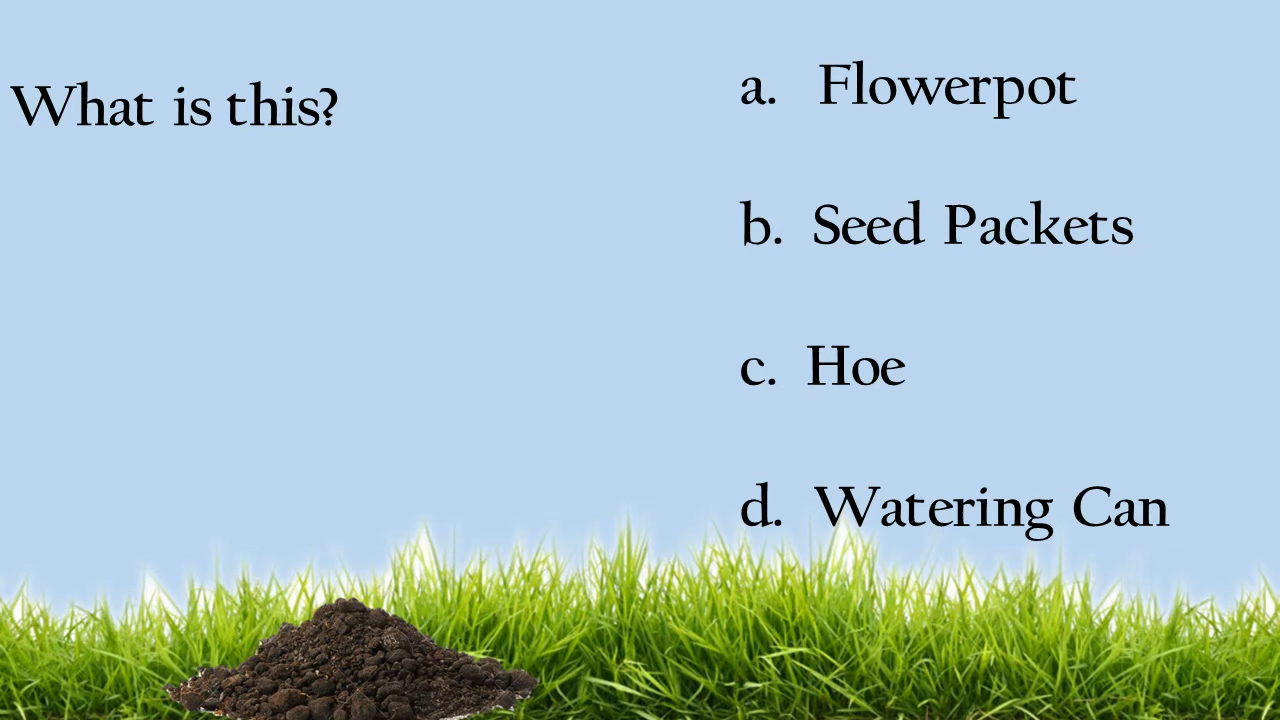 What is this?
a. Flowerpot
b. Seed Packets
c. Hoe
d. Watering Can